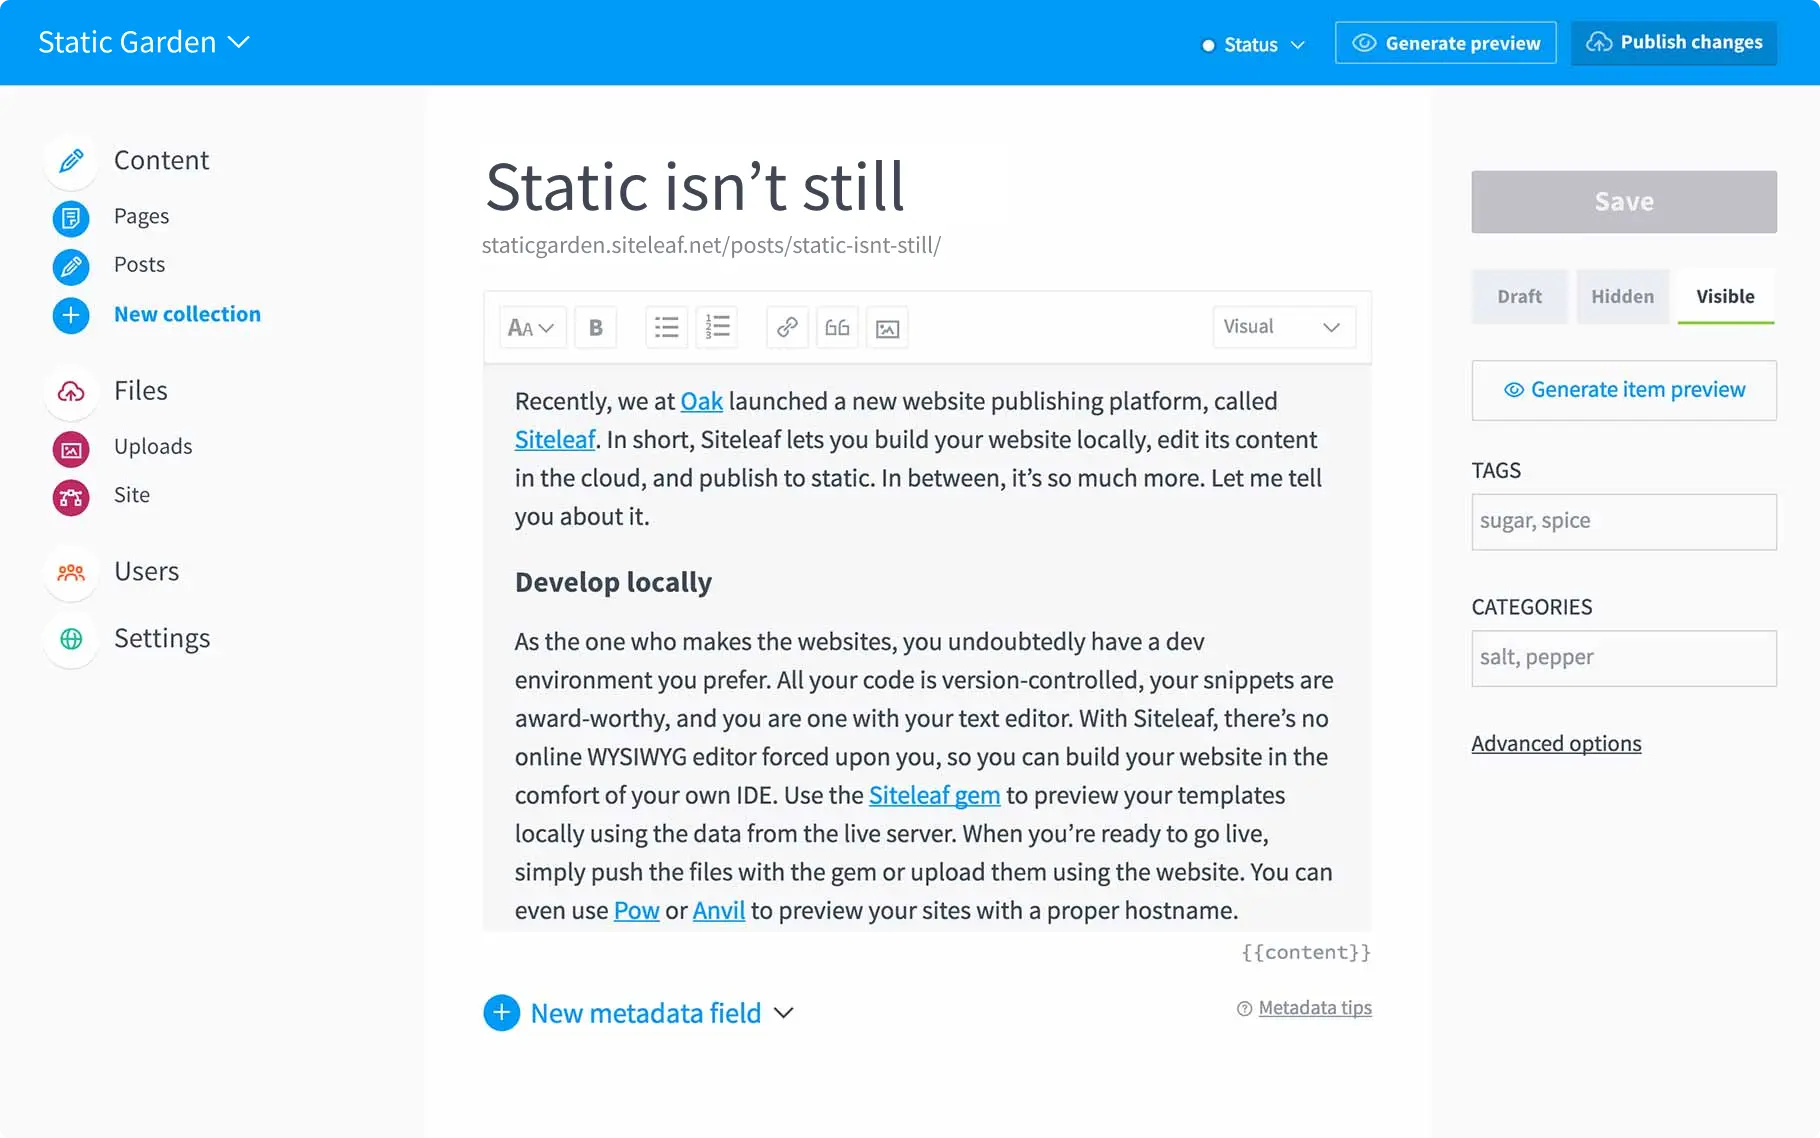 Static Garden
Status
Generate preview
Publish changes
Content
Pages
Posts
New collection
Files
Uploads
Site
Users
Settings
Static isn’t still
staticgarden.siteleaf.net/posts/static-isnt-still/
AA
B
1
2
3
Visual
Recently, we at Oak launched a new website publishing platform, called
Siteleaf. In short, Siteleaf lets you build your website locally, edit its content
in the cloud, and publish to static. In between, it’s so much more. Let me tell
you about it.
Develop locally
As the one who makes the websites, you undoubtedly have a dev
environment you prefer. All your code is version-controlled, your snippets are
award-worthy, and you are one with your text editor. With Siteleaf, there’s no
online WYSIWYG editor forced upon you, so you can build your website in the
comfort of your own IDE. Use the Siteleaf gem to preview your templates
locally using the data from the live server. When you’re ready to go live,
simply push the files with the gem or upload them using the website. You can
even use Pow or Anvil to preview your sites with a proper hostname.
{{content}}
New metadata field
Metadata tips
Save
Draft
Hidden
Visible
Generate item preview
TAGS
sugar, spice
CATEGORIES
salt, pepper
Advanced options